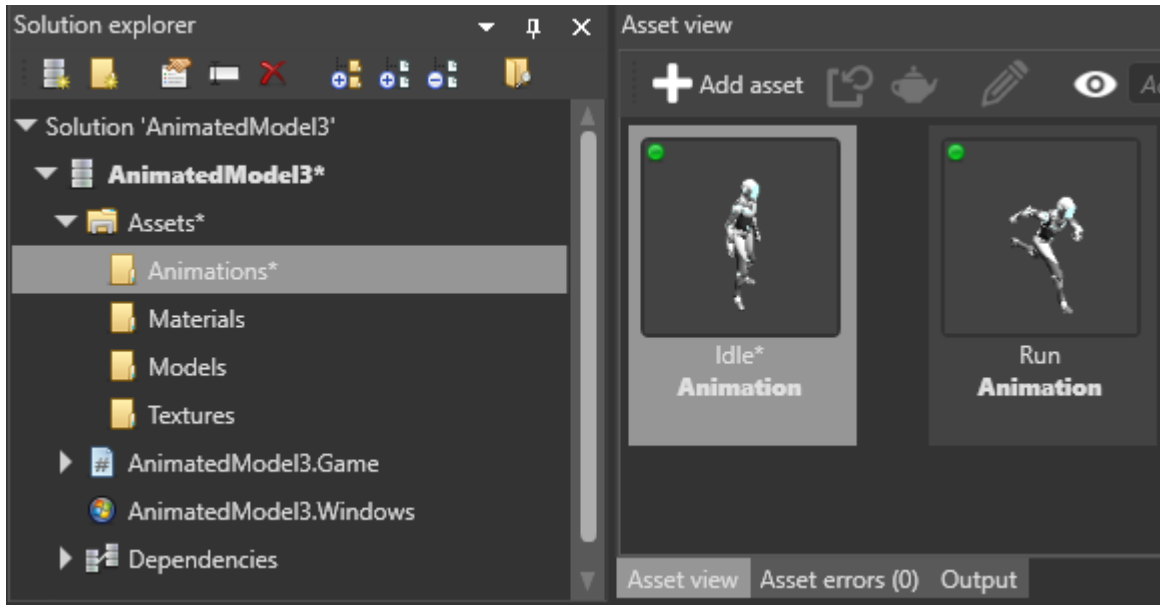 Solution explorer
Solution 'AnimatedModel3'
AnimatedModel3*
Assets*
Animations*
Materials
Models
Textures
AnimatedModel3.Game
AnimatedModel3.Windows
Dependencies
Asset view
Add asset
Idle*
Animation
Run
Animation
Asset view Asset errors (0) Output